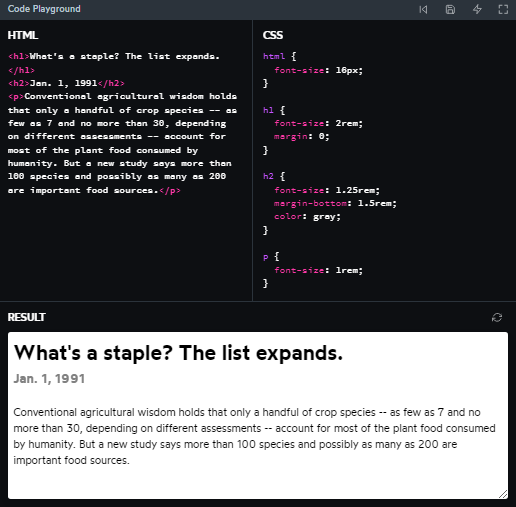 Code Playground
HTML
<h1>What's a staple? The list expands.
</h1>
<h2>Jan. 1, 1991</h2>
<p>Conventional agricultural wisdom holds
that only a handful of crop species -- as
few as 7 and no more than 30, depending
on different assessments -- account for
most of the plant food consumed by
humanity. But a new study says more than
100 species and possibly as many as 200
are important food sources.</p>
CSS
html {
font-size: 16px;
}
h1 {
font-size: 2rem;
margin: 0;
}
h2 {
font-size: 1.25rem;
margin-bottom: 1.5rem;
color: gray;
}
p {
font-size: 1rem;
}
RESULT
What's a staple? The list expands.
Jan. 1, 1991
Conventional agricultural wisdom holds that only a handful of crop species -- as few as 7 and no
more than 30, depending on different assessments -- account for most of the plant food consumed
by humanity. But a new study says more than 100 species and possibly as many as 200 are
important food sources.